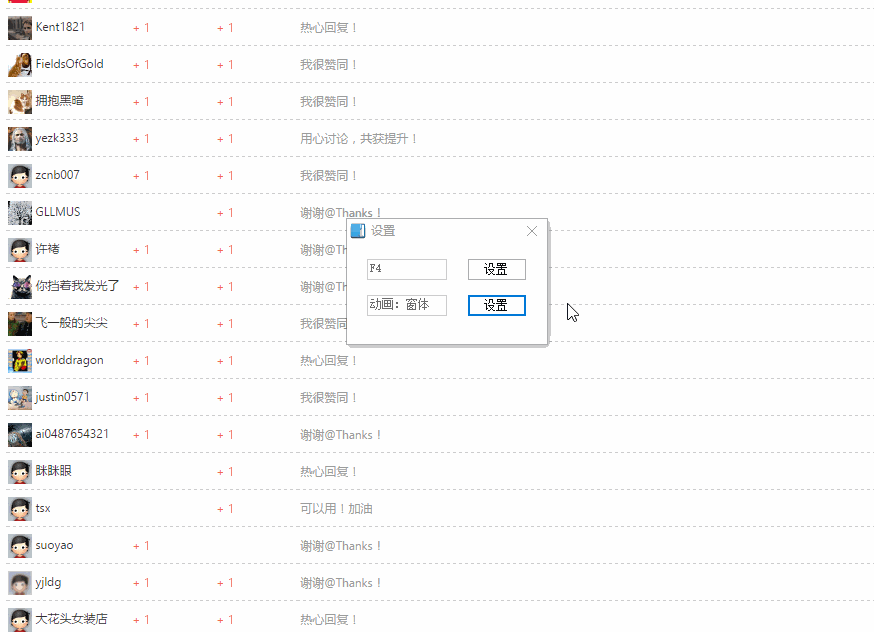 Kent1821 + 1 + 1 热心回复！
FieldsOfGold + 1 + 1 我很赞同！
拥抱黑暗 + 1 + 1 我很赞同！
yezk333 + 1 + 1 用心讨论，共获提升！
zcnb007 + 1 + 1 我很赞同！
GLLMUS + 1 谢谢@Thanks！
设置
许褚 + 1 + 1 谢谢@Th
F4 设置
你挡着我发光了 + 1 + 1 谢谢@Th
动画：窗体 设置
飞一般的尖尖 + 1 + 1 我很赞同
worlddragon + 1 + 1 热心回复！
justin0571 + 1 + 1 我很赞同！
ai0487654321 + 1 + 1 谢谢@Thanks！
眯眯眼 + 1 热心回复！
tsx + 1 可以用！加油
suoyao + 1 + 1 谢谢@Thanks！
yjldg + 1 + 1 谢谢@Thanks！
大花头女装店 + 1 + 1 热心回复！